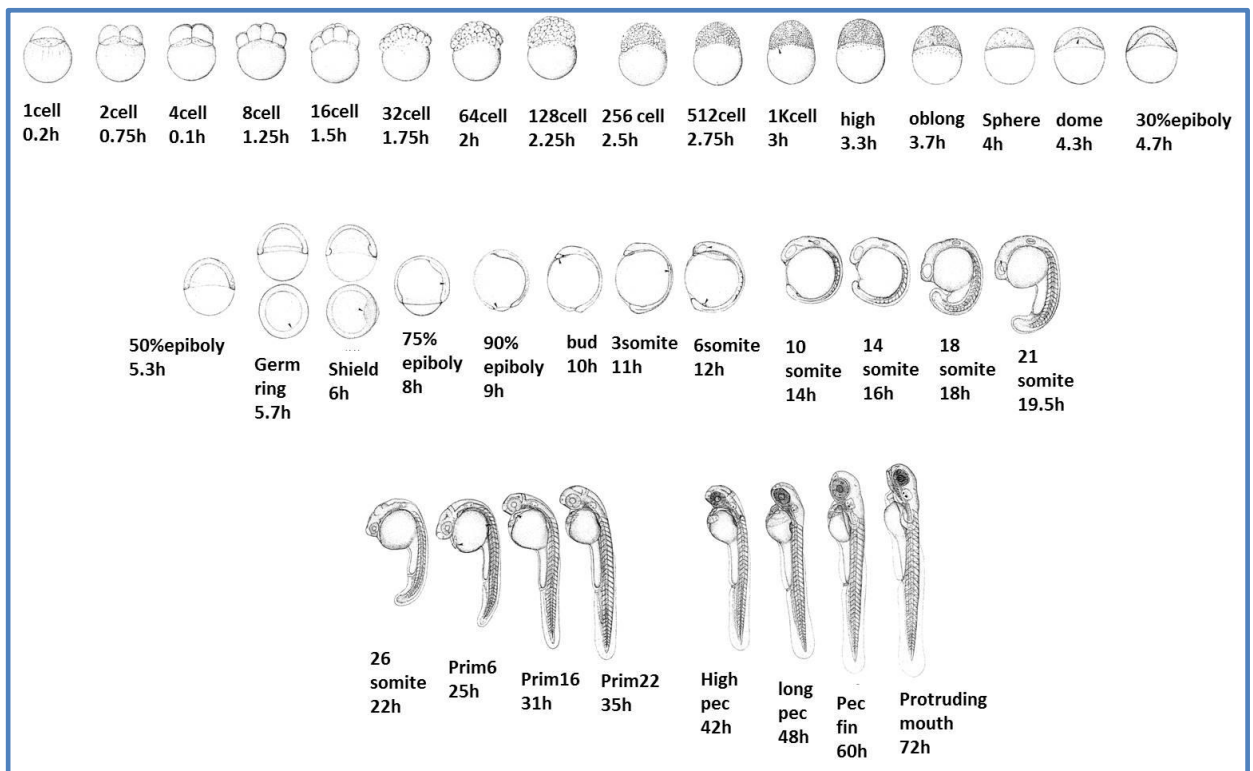 1cell
0.2h
2cell
0.75h
4cell
0.1h
8cell
1.25h
16cell
1.5h
32cell
1.75h
64cell
2h
128cell
2.25h
256 cell
2.5h
512cell
2.75h
1Kcell
3h
high
3.3h
oblong
3.7h
Sphere
4h
dome
4.3h
30%epiboly
4.7h
50%epiboly
5.3h
Germ
ring
5.7h
Shield
6h
75%
epiboly
8h
90%
epiboly
9h
bud
10h
3somite
11h
6somite
12h
10
somite
14h
14
somite
16h
18
somite
18h
21
somite
19.5h
26
somite
22h
Prim6
25h
Prim16
31h
Prim22
35h
High
pec
42h
long
pec
48h
Pec
fin
60h
Protruding
mouth
72h